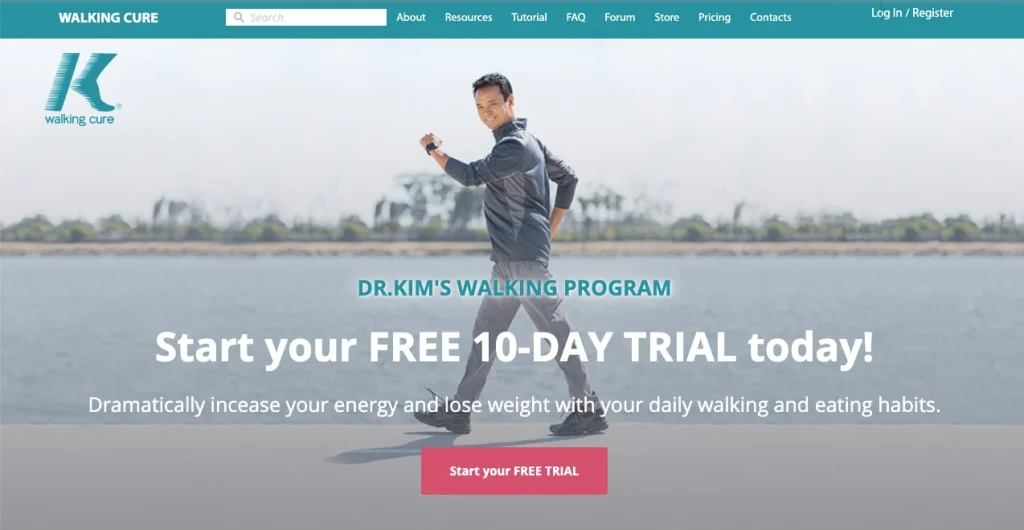 WALKING CURE
Search
About
Resources
Tutorial
FAQ
Forum
Store
Pricing
Contacts
Log In / Register
K
walking cure®
DR.KIM'S WALKING PROGRAM
Start your FREE 10-DAY TRIAL today!
Dramatically incease your energy and lose weight with your daily walking and eating habits.
Start your FREE TRIAL